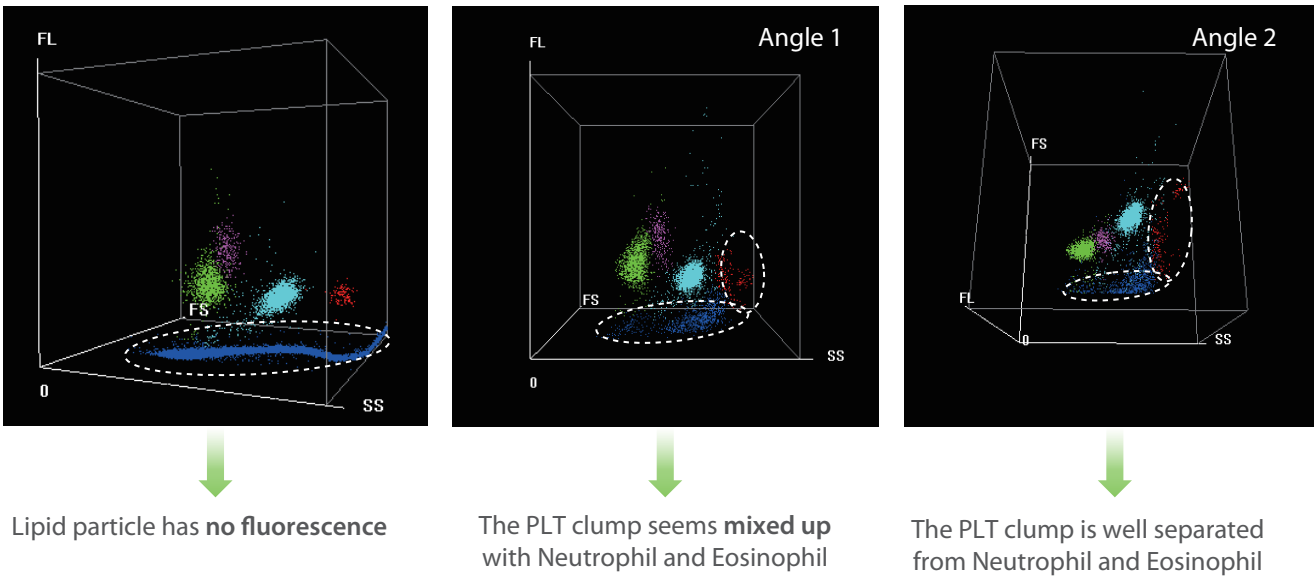 FL
FS
0
SS
Lipid particle has no fluorescence
Angle 1
FL
FS
SS
0
The PLT clump seems mixed up
with Neutrophil and Eosinophil
Angle 2
FS
FL
0
SS
The PLT clump is well separated
from Neutrophil and Eosinophil